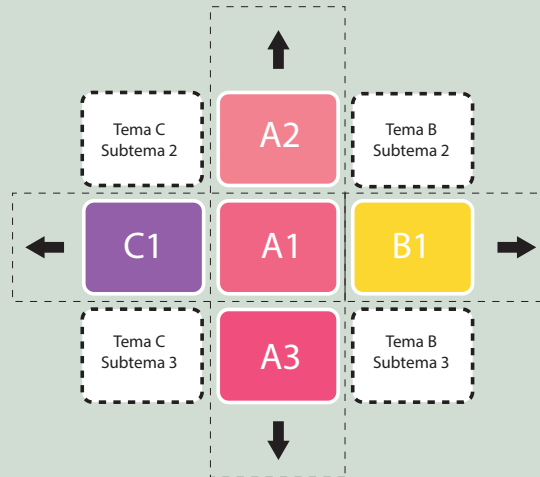 Tema C
Subtema 2
A2
Tema B
Subtema 2
C1
A1
B1
Tema C
Subtema 3
A3
Tema B
Subtema 3